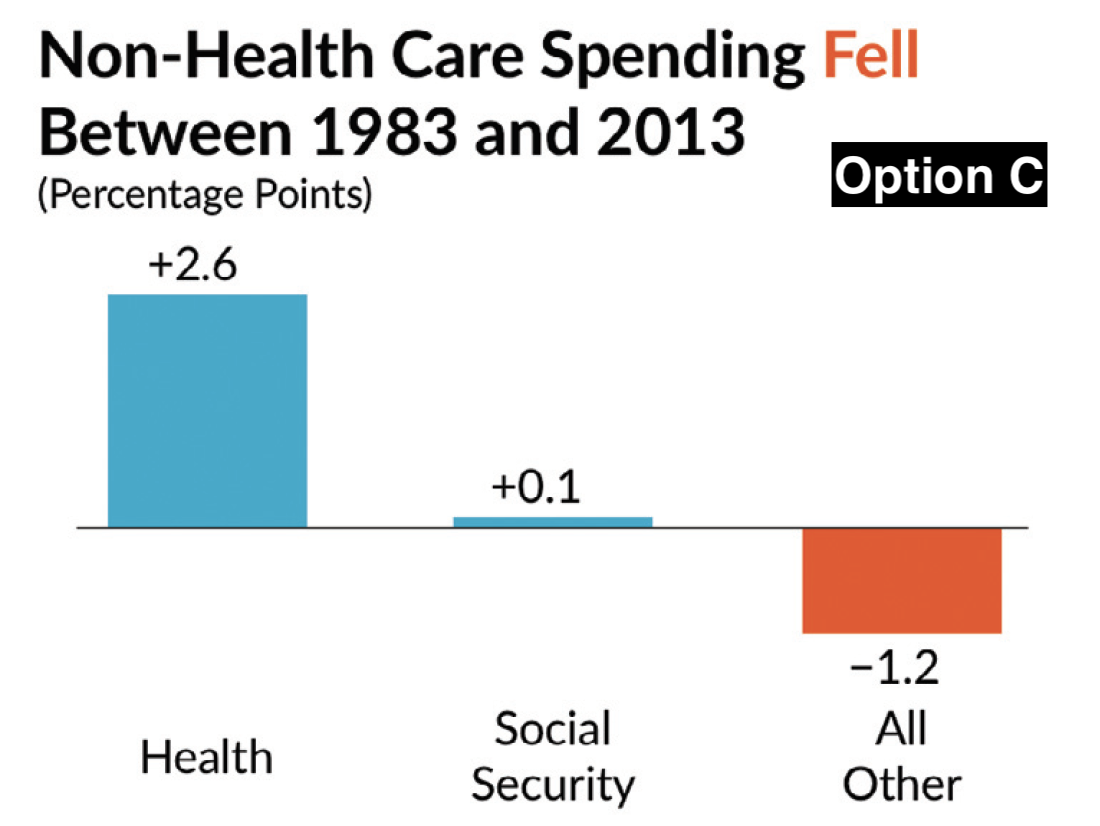 Non-Health Care Spending Fell
Between 1983 and 2013
(Percentage Points)
Option C
+2.6
+0.1
−1.2
Health
Social
Security
All
Other